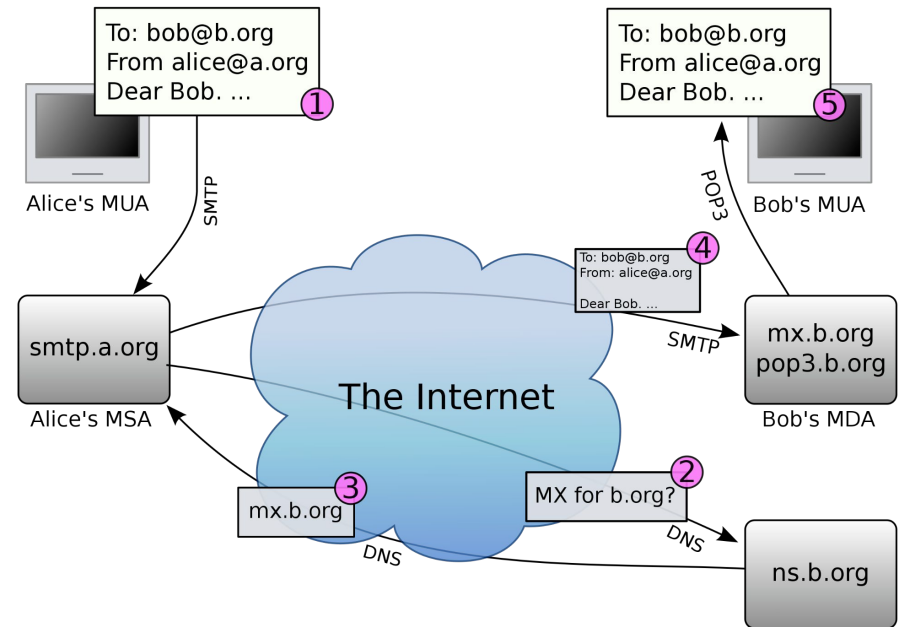 To: bob@b.org
From alice@a.org
Dear Bob. ...
1
Alice's MUA
SMTP
To: bob@b.org
From alice@a.org
Dear Bob. ...
5
Bob's MUA
POP3
To: bob@b.org
From: alice@a.org
Dear Bob. ...
4
SMTP
smtp.a.org
Alice's MSA
mx.b.org
pop3.b.org
Bob's MDA
The Internet
MX for b.org?
2
DNS
mx.b.org
3
DNS
ns.b.org